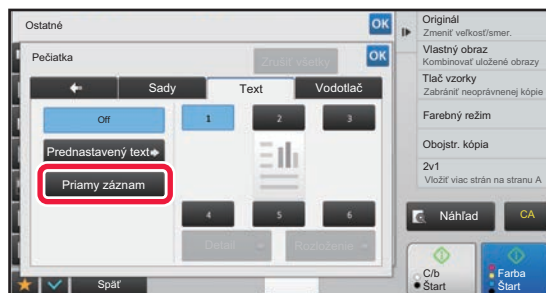 Ostatné
OK
Pečiatka
Zrušiť všetky
OK
Sady
Text
Vodotlač
Off
Prednastavený text
Priamy záznam
1
2
3
4
5
6
Detail
Rozloženie
Späť
Originál
Zmeniť veľkosť/smer.
Vlastný obraz
Kombinovať uložené obrazy
Tlač vzorky
Zabrániť neoprávnenej kópie
Farebný režim
Obojstr. kópia
2v1
Vložiť viac strán na stranu A
Náhľad
CA
C/b
Štart
Farba
Štart